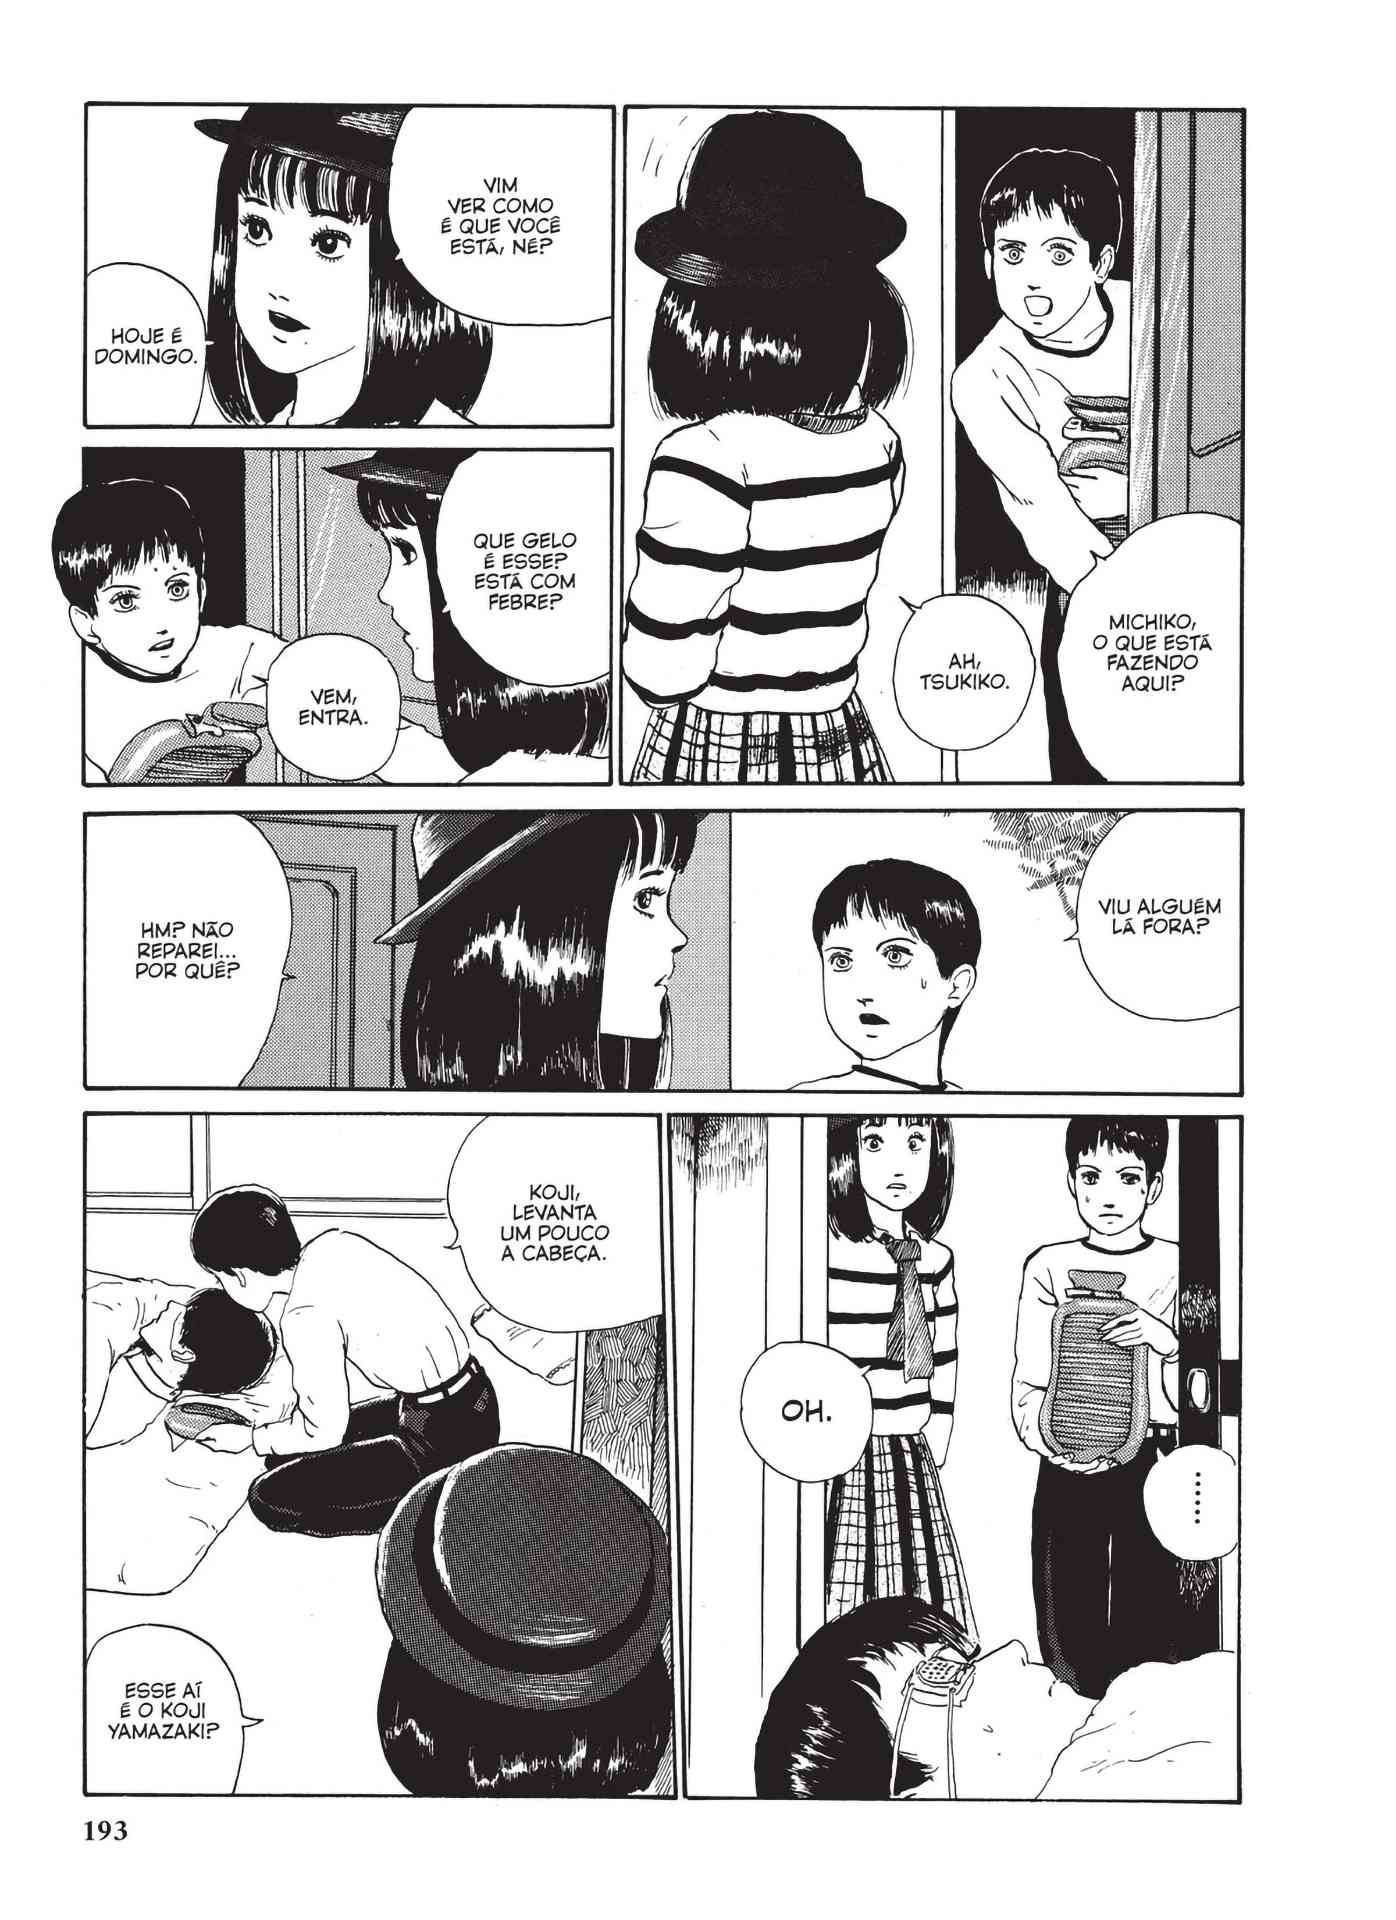 MICHIKO,
O QUE ESTÁ
FAZENDO
AQUI?
AH,
TSUKIKO.
VIM
VER COMO
É QUE VOCÊ
ESTÁ, NÉ?
HOJE É
DOMINGO.
QUE GELO
É ESSE?
ESTÁ COM
FEBRE?
VEM,
ENTRA.
VIU ALGUÉM
LÁ FORA?
HM? NÃO
REPAREI...
POR QUÊ?
OH.
........
KOJI,
LEVANTA
UM POUCO
A CABEÇA.
ESSE AÍ
É O KOJI
YAMAZAKI?
193